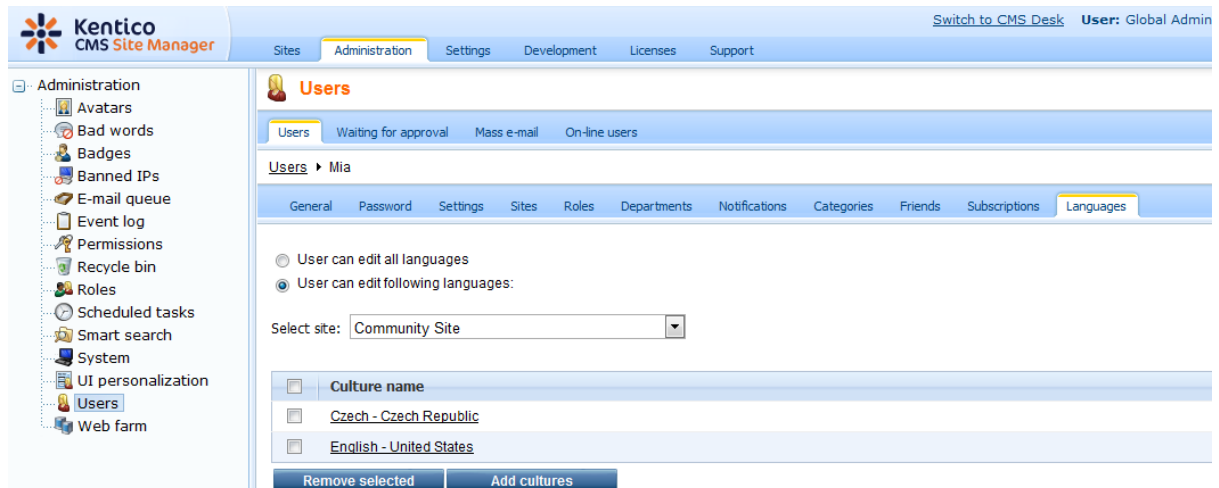 Kentico
CMS Site Manager
Switch to CMS Desk User: Global Admin
Sites Administration Settings Development Licenses Support
Administration
Avatars
Bad words
Badges
Banned IPs
E-mail queue
Event log
Permissions
Recycle bin
Roles
Scheduled tasks
Smart search
System
UI personalization
Users
Web farm
Users
Users Waiting for approval Mass e-mail On-line users
Users Mia
General Password Settings Sites Roles Departments Notifications Categories Friends Subscriptions Languages
User can edit all languages
User can edit following languages:
Select site: Community Site
Culture name
Czech - Czech Republic
English - United States
Remove selected Add cultures